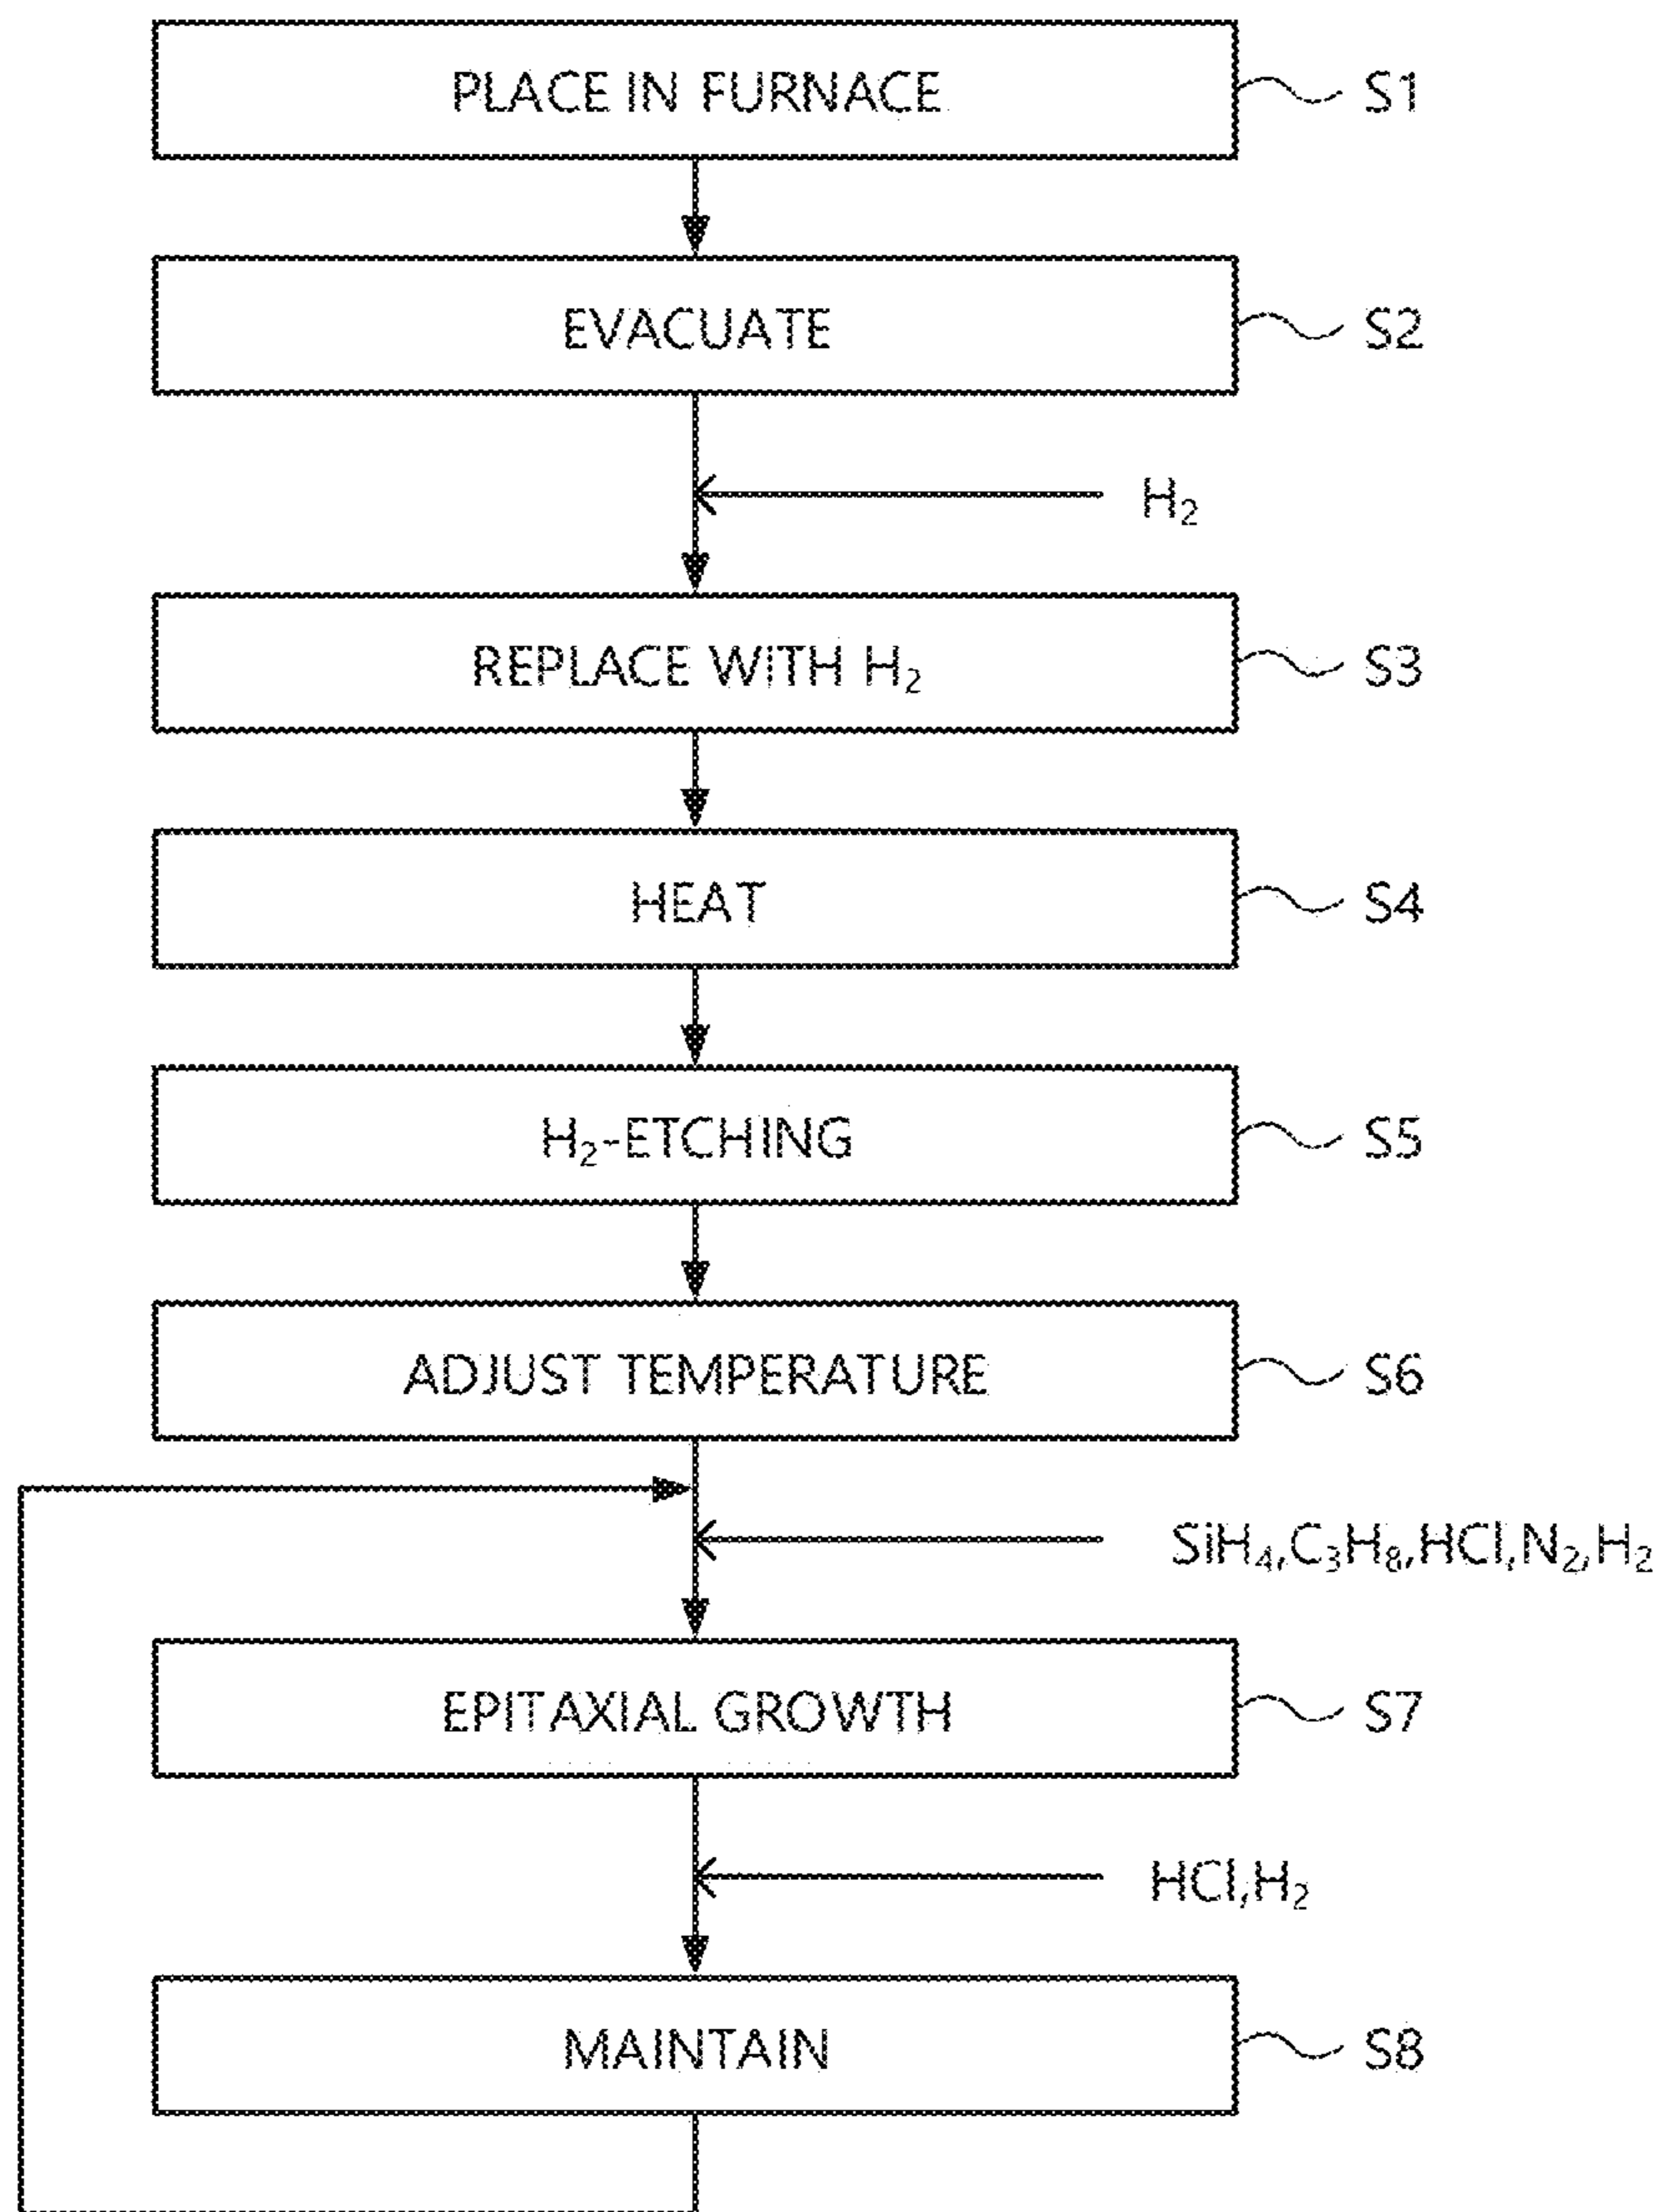 PLACE IN FURNACE S1
EVACUATE S2
H₂
REPLACE WITH H₂ S3
HEAT S4
H₂-ETCHING S5
ADJUST TEMPERATURE S6
SiH₄,C₃H₈,HCl,N₂,H₂
EPITAXIAL GROWTH S7
HCl,H₂
MAINTAIN S8